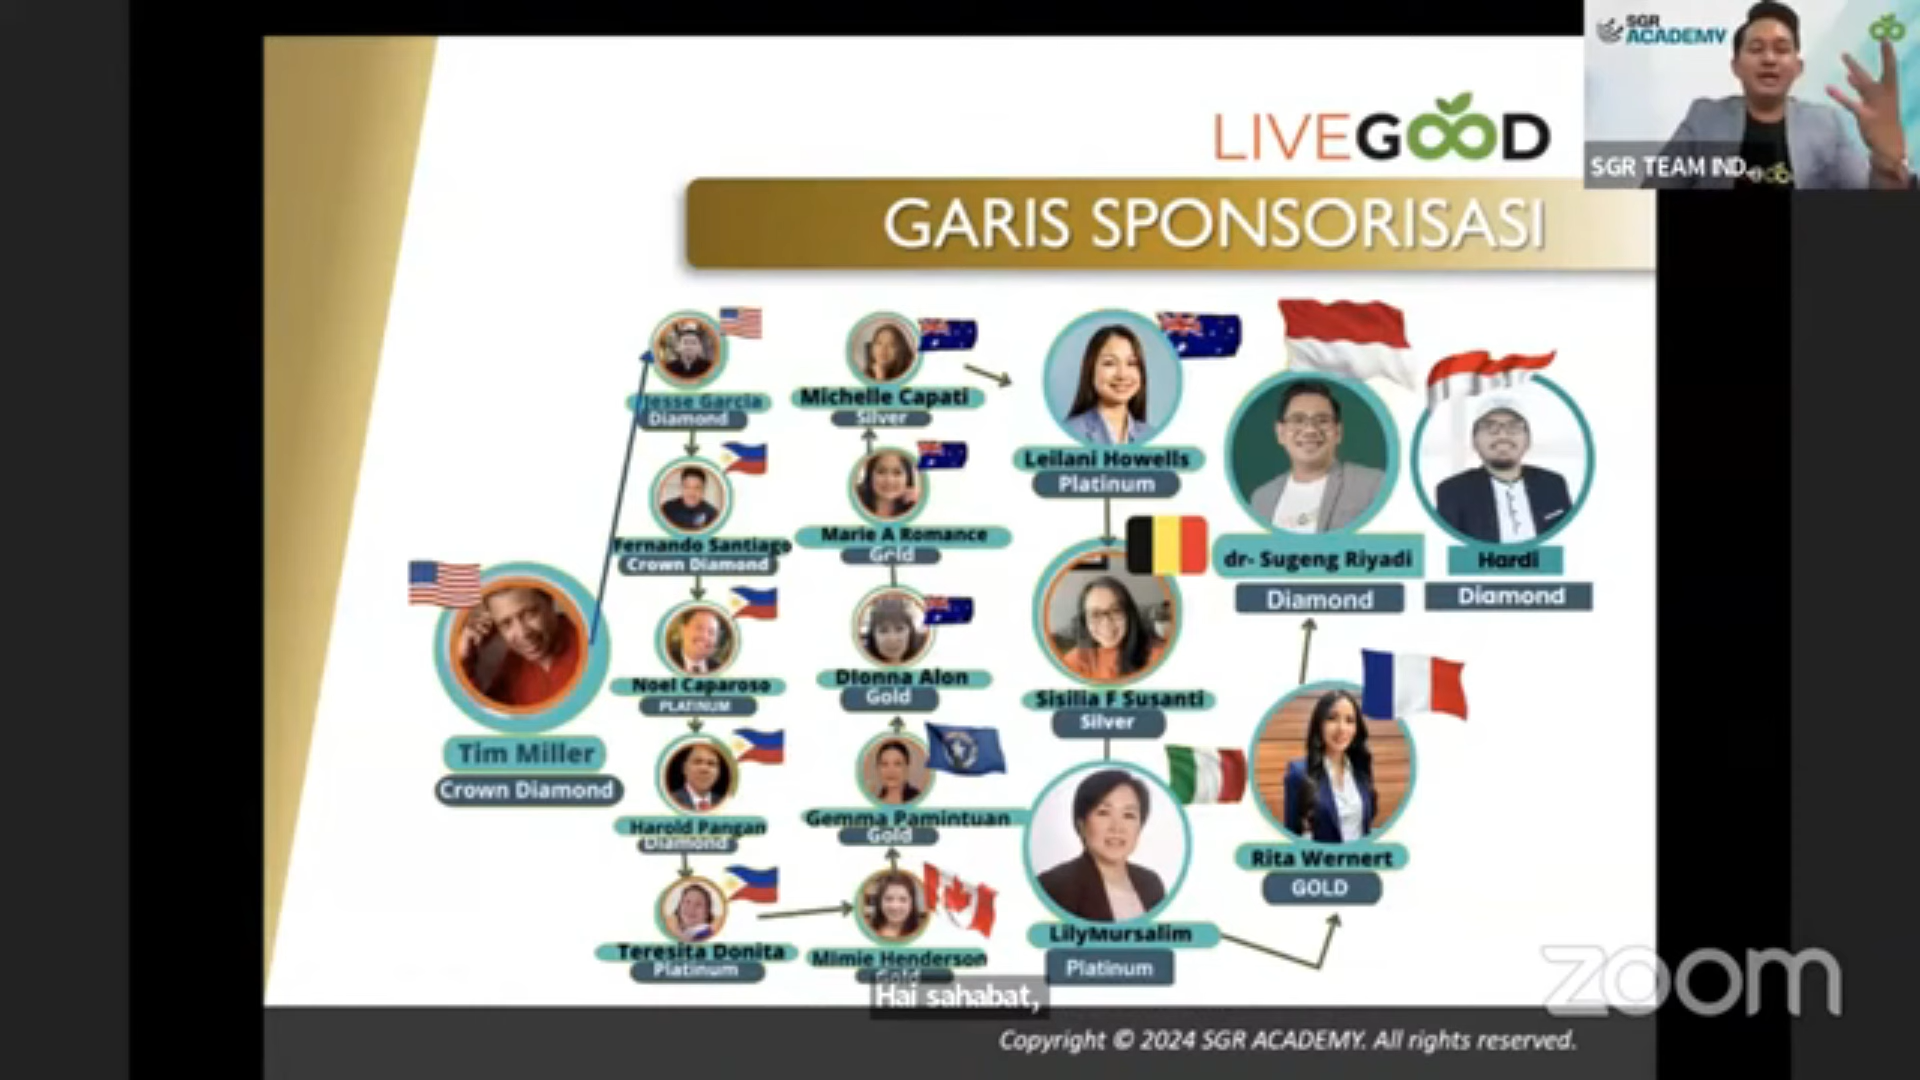 SGR
ACADEMY
SGR TEAM IND...
LIVEGOOD
GARIS SPONSORISASI
Jesse Garcia
Diamond
Fernando Santiago
Crown Diamond
Noel Caparoso
PLATINUM
Harold Pangan
Diamond
Teresita Donita
Platinum
Tim Miller
Crown Diamond
Michelle Capati
Silver
Marie A Romance
Gold
DIonna Alon
Gold
Gemma Pamintuan
Gold
Mimie Henderson
Gold
Leilani Howells
Platinum
Sisilia F Susanti
Silver
LilyMursalim
Platinum
dr- Sugeng Riyadi
Diamond
Hardi
Diamond
Rita Wernert
GOLD
Hai sahabat,
zoom
Copyright © 2024 SGR ACADEMY. All rights reserved.